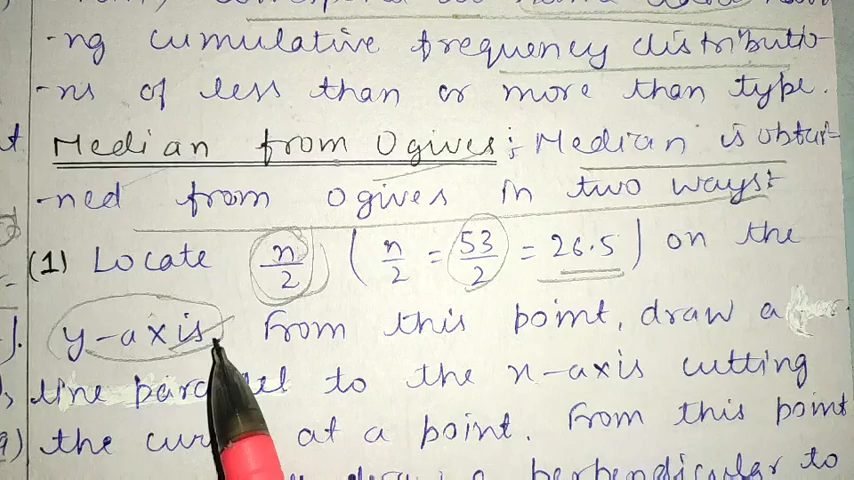 -ng cumulative frequency distributio-
-ns of less than or more than type.
Median from Ogives: Median is obtai-
-ned from ogives in two ways:
(1) Locate n/2 (n/2 = 53/2 = 26.5) on the
y-axis. From this point, draw a
line parallel to the x-axis cutting
the curve at a point. From this point
perpendicular to